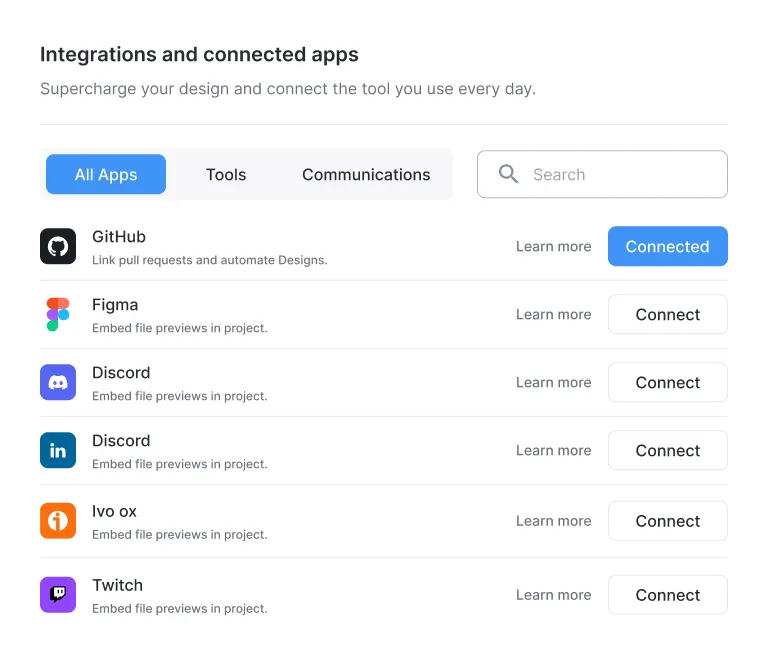 Integrations and connected apps
Supercharge your design and connect the tool you use every day.
All Apps Tools Communications Search
GitHub
Link pull requests and automate Designs.
Learn more Connected
Figma
Embed file previews in project.
Learn more Connect
Discord
Embed file previews in project.
Learn more Connect
in
Discord
Embed file previews in project.
Learn more Connect
Ivo ox
Embed file previews in project.
Learn more Connect
Twitch
Embed file previews in project.
Learn more Connect